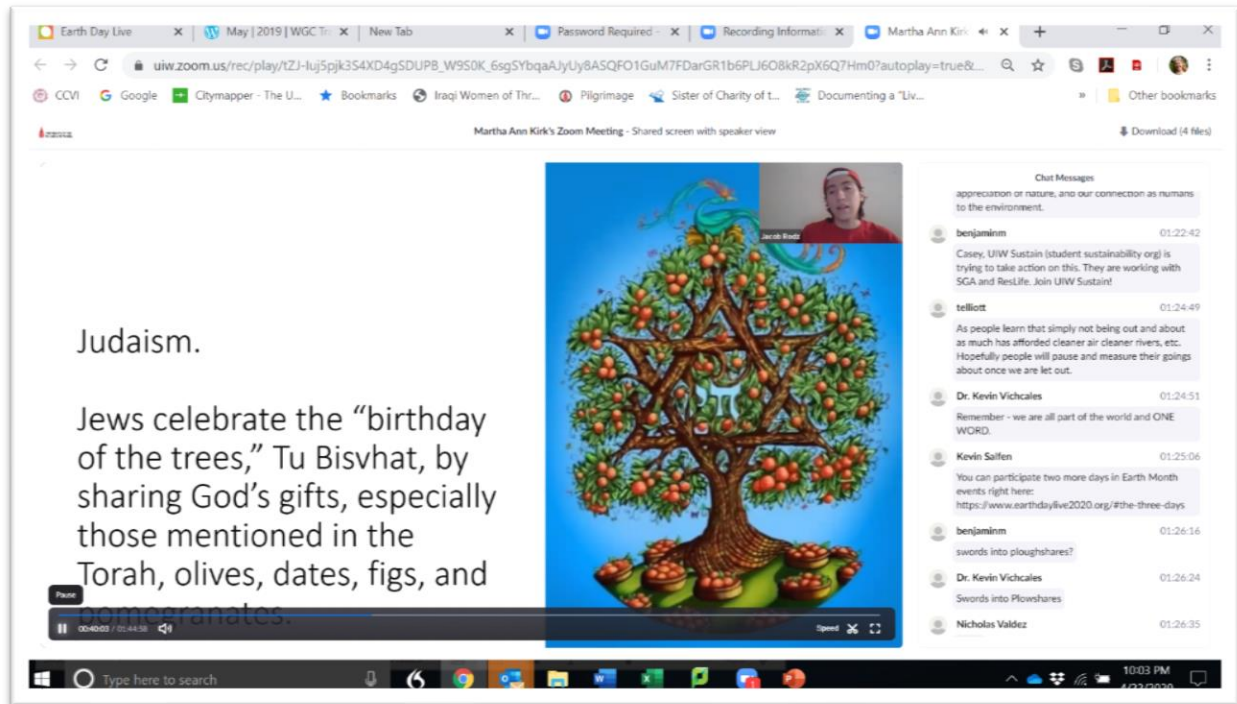 Earth Day Live
May | 2019 | WGC Tr
New Tab
Password Required -
Recording Informati
Martha Ann Kirk
CCVI
Google
Citymapper - The U...
Bookmarks
Iraqi Women of Thr...
Pilgrimage
Sister of Charity of t...
Documenting a "Liv...
»
Other bookmarks
Martha Ann Kirk's Zoom Meeting - Shared screen with speaker view
Download (4 files)
Judaism.
Jews celebrate the “birthday
of the trees,” Tu Bisvhat, by
sharing God’s gifts, especially
those mentioned in the
Torah, olives, dates, figs, and
pomegranates.
חי
Pause
00:40:03 / 01:44:58
Speed
Chat Messages
appreciation of nature, and our connection as humans
to the environment.
benjaminm 01:22:42
Casey, UIW Sustain (student sustainability org) is
trying to take action on this. They are working with
SGA and ResLife. Join UIW Sustain!
telliott 01:24:49
As people learn that simply not being out and about
as much has afforded cleaner air cleaner rivers, etc.
Hopefully people will pause and measure their goings
about once we are let out.
Dr. Kevin Vichcales 01:24:51
Remember - we are all part of the world and ONE
WORD.
Kevin Salfen 01:25:06
You can participate two more days in Earth Month
events right here:
https://www.earthdaylive2020.org/#the-three-days
benjaminm 01:26:16
swords into ploughshares?
Dr. Kevin Vichcales 01:26:24
Swords into Plowshares
Nicholas Valdez 01:26:35
Type here to search
10:03 PM